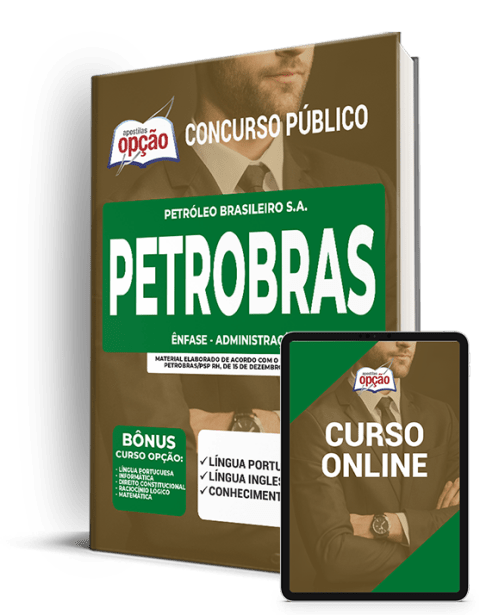 apostilas
opção
CONCURSO PÚBLICO
PETRÓLEO BRASILEIRO S.A.
PETROBRAS
ÊNFASE - ADMINISTRAÇ
MATERIAL ELABORADO DE ACORDO COM O
PETROBRAS/PSP RH, DE 15 DE DEZEMBRO
BÔNUS
CURSO OPÇÃO:
• LÍNGUA PORTUGUESA
• INFORMÁTICA
• DIREITO CONSTITUCIONAL
• RACIOCÍNIO LÓGICO
• MATEMÁTICA
✓LÍNGUA PORTU
✓LÍNGUA INGLES
✓CONHECIMENT
apostilas
opção
CURSO
ONLINE